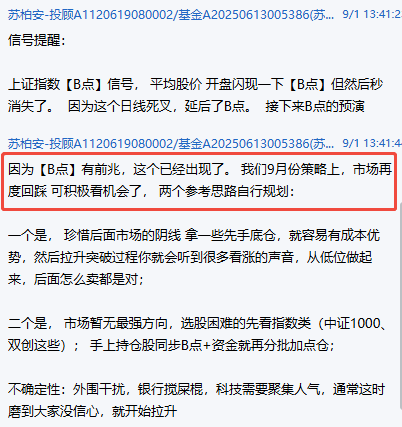 苏柏安-投顾A1120619080002/基金A20250613005386(苏... 9/1 13:41:2
信号提醒：
上证指数【B点】信号， 平均股价 开盘闪现一下【B点】但然后秒
消失了。 因为这个日线死叉，延后了B点。 接下来B点的预演
苏柏安-投顾A1120619080002/基金A20250613005386(苏... 9/1 13:41:4
因为【B点】有前兆，这个已经出现了。 我们9月份策略上，市场再
度回踩 可积极看机会了， 两个参考思路自行规划：
一个是， 珍惜后面市场的阴线 拿一些先手底仓，就容易有成本优
势，然后拉升突破过程你就会听到很多看涨的声音，从低位做起
来，后面怎么卖都是对；
二个是， 市场暂无最强方向，选股困难的先看指数类（中证1000、
双创这些）； 手上持仓股同步B点+资金就再分批加点仓；
不确定性：外围干扰，银行搅屎棍，科技需要聚集人气，通常这时
磨到大家没信心，就开始拉升